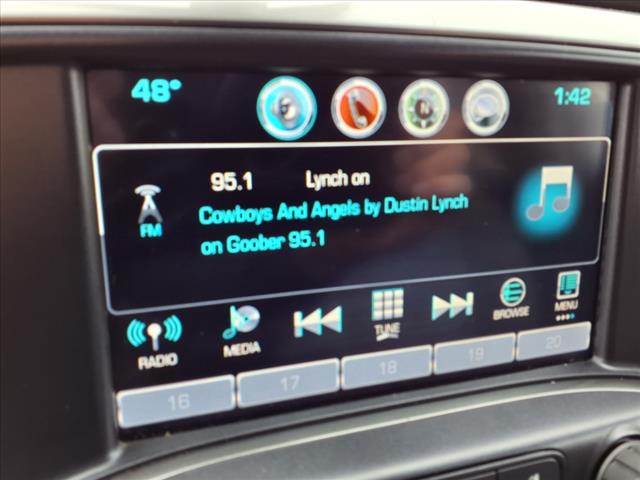 48° 1:42
N
95.1 Lynch on
Cowboys And Angels by Dustin Lynch
on Goober 95.1
FM
RADIO MEDIA TUNE BROWSE MENU
16 17 18 19 20